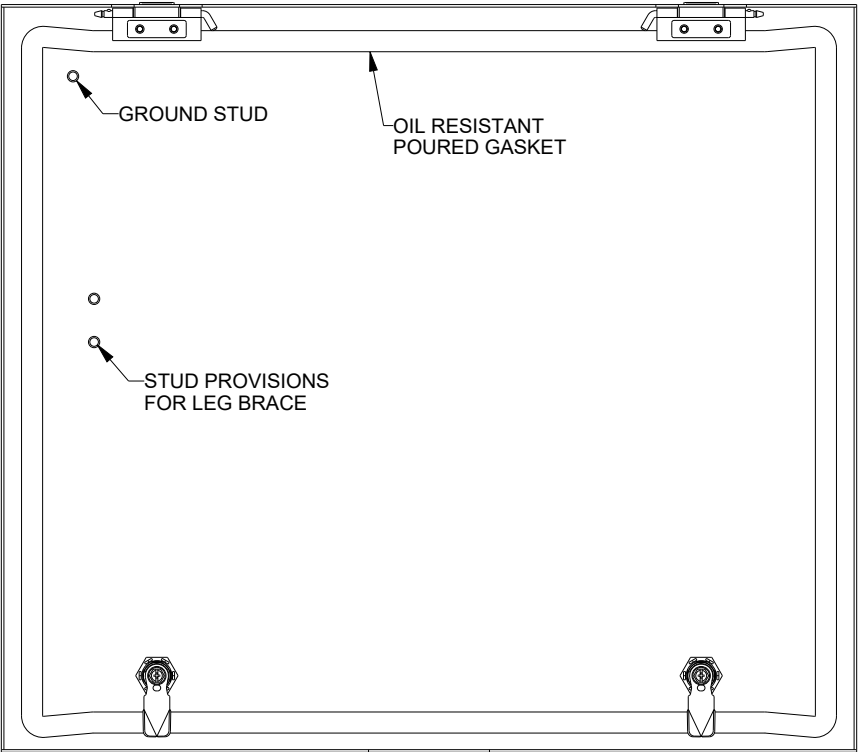 GROUND STUD
OIL RESISTANT
POURED GASKET
STUD PROVISIONS
FOR LEG BRACE